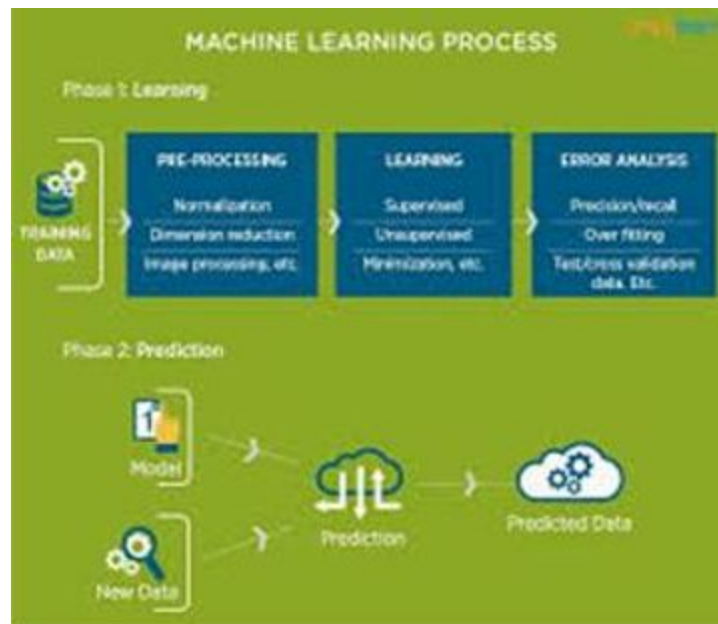 MACHINE LEARNING PROCESS
Phase 1: Learning
TRAINING
DATA
PRE-PROCESSING
Normalization
Dimension reduction
Image processing, etc.
LEARNING
Supervised
Unsupervised
Minimization, etc.
ERROR ANALYSIS
Precision/recall
Over fitting
Test/cross validation
data. Etc.
Phase 2: Prediction
1
Model
New Data
Prediction
Predicted Data